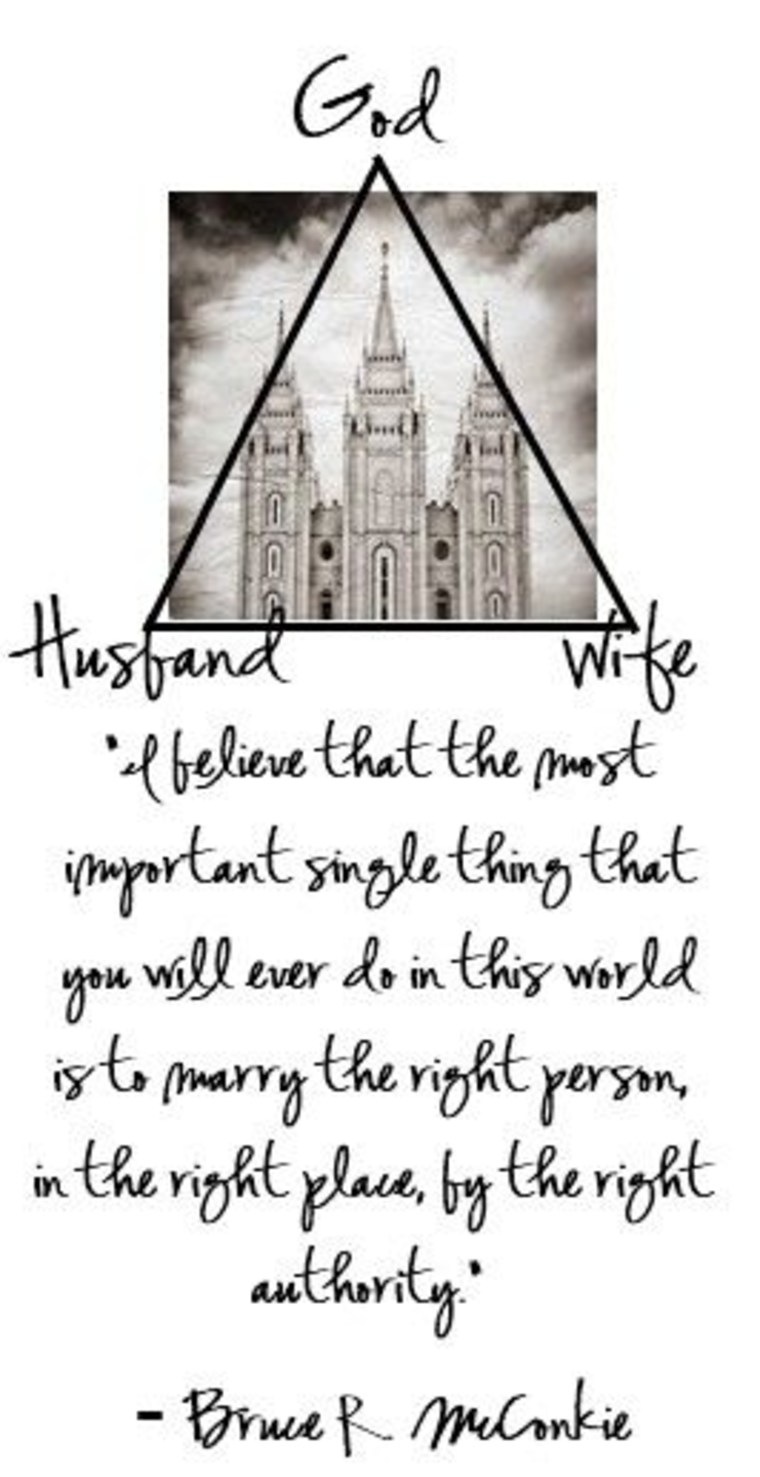 God
Husband
Wife
"I believe that the most
important single thing that
you will ever do in this world
is to marry the right person,
in the right place, by the right
authority."
- Bruce R McConkie